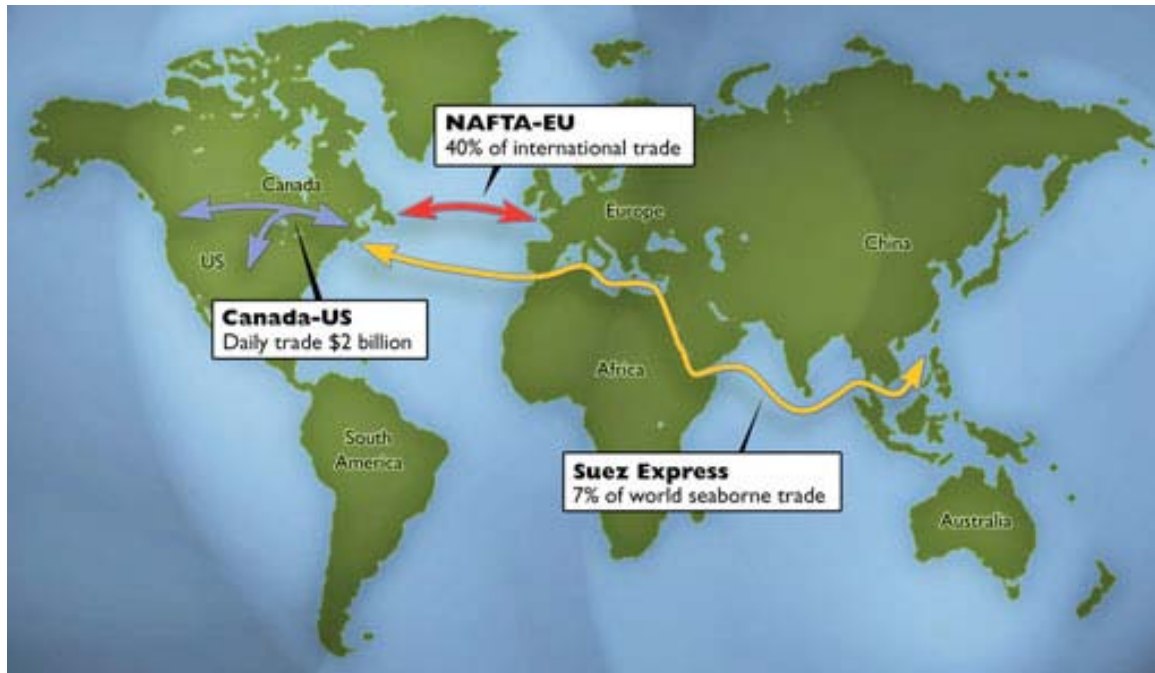 NAFTA-EU
40% of international trade
Canada
Europe
China
US
Canada-US
Daily trade $2 billion
Africa
South
America
Suez Express
7% of world seaborne trade
Australia